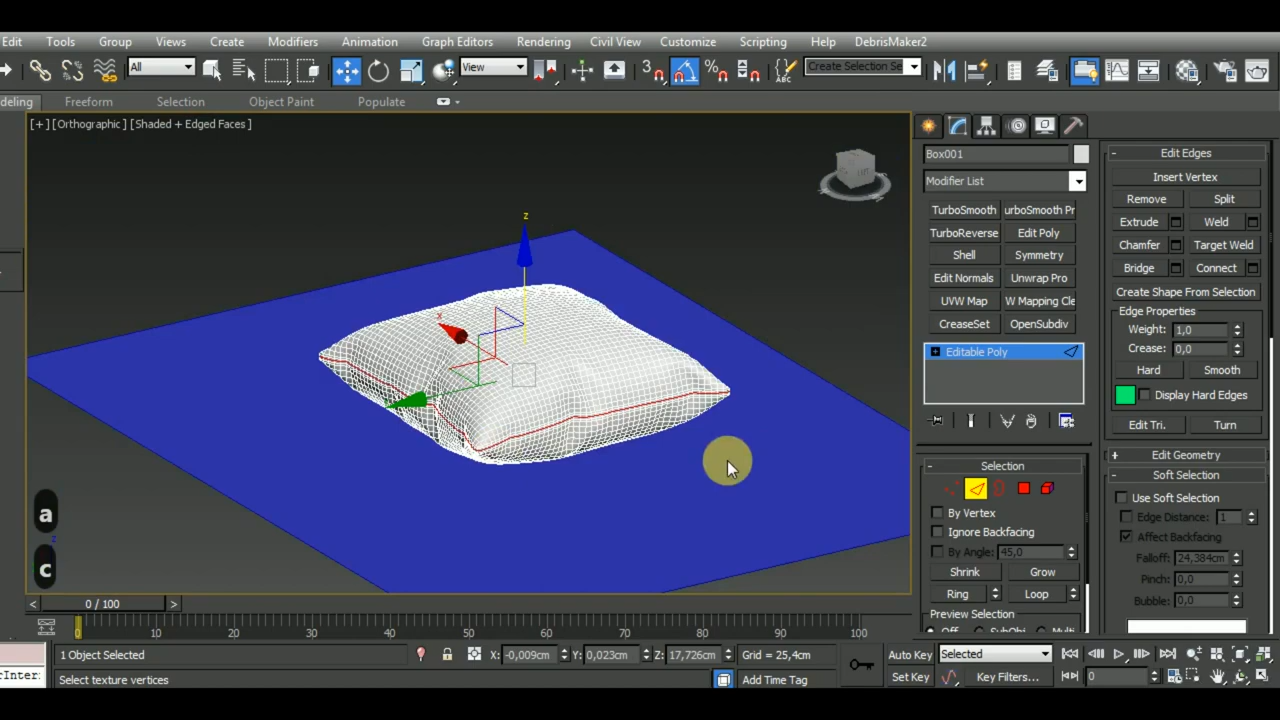 Edit Tools Group Views Create Modifiers Animation Graph Editors Rendering Civil View Customize Scripting Help DebrisMaker2
All View 3 % ABC Create Selection Se
deling Freeform Selection Object Paint Populate
[+] [Orthographic] [Shaded + Edged Faces]
z
x
a
z
c
Box001
Modifier List
TurboSmooth urboSmooth Pr
TurboReverse Edit Poly
Shell Symmetry
Edit Normals Unwrap Pro
UVW Map W Mapping Cle
CreaseSet OpenSubdiv
+ Editable Poly
- Selection
By Vertex
Ignore Backfacing
By Angle: 45,0
Shrink Grow
Ring Loop
Preview Selection
Off SubObj Multi
- Edit Edges
Insert Vertex
Remove Split
Extrude Weld
Chamfer Target Weld
Bridge Connect
Create Shape From Selection
Edge Properties
Weight: 1,0
Crease: 0,0
Hard Smooth
Display Hard Edges
Edit Tri. Turn
+ Edit Geometry
- Soft Selection
Use Soft Selection
Edge Distance: 1
Affect Backfacing
Falloff: 24,384cm
Pinch: 0,0
Bubble: 0,0
< 0 / 100 >
0 10 20 30 40 50 60 70 80 90 100
1 Object Selected X: -0,009cm Y: 0,023cm Z: 17,726cm Grid = 25,4cm Auto Key Selected
rInter: Select texture vertices Add Time Tag Set Key Key Filters... 0